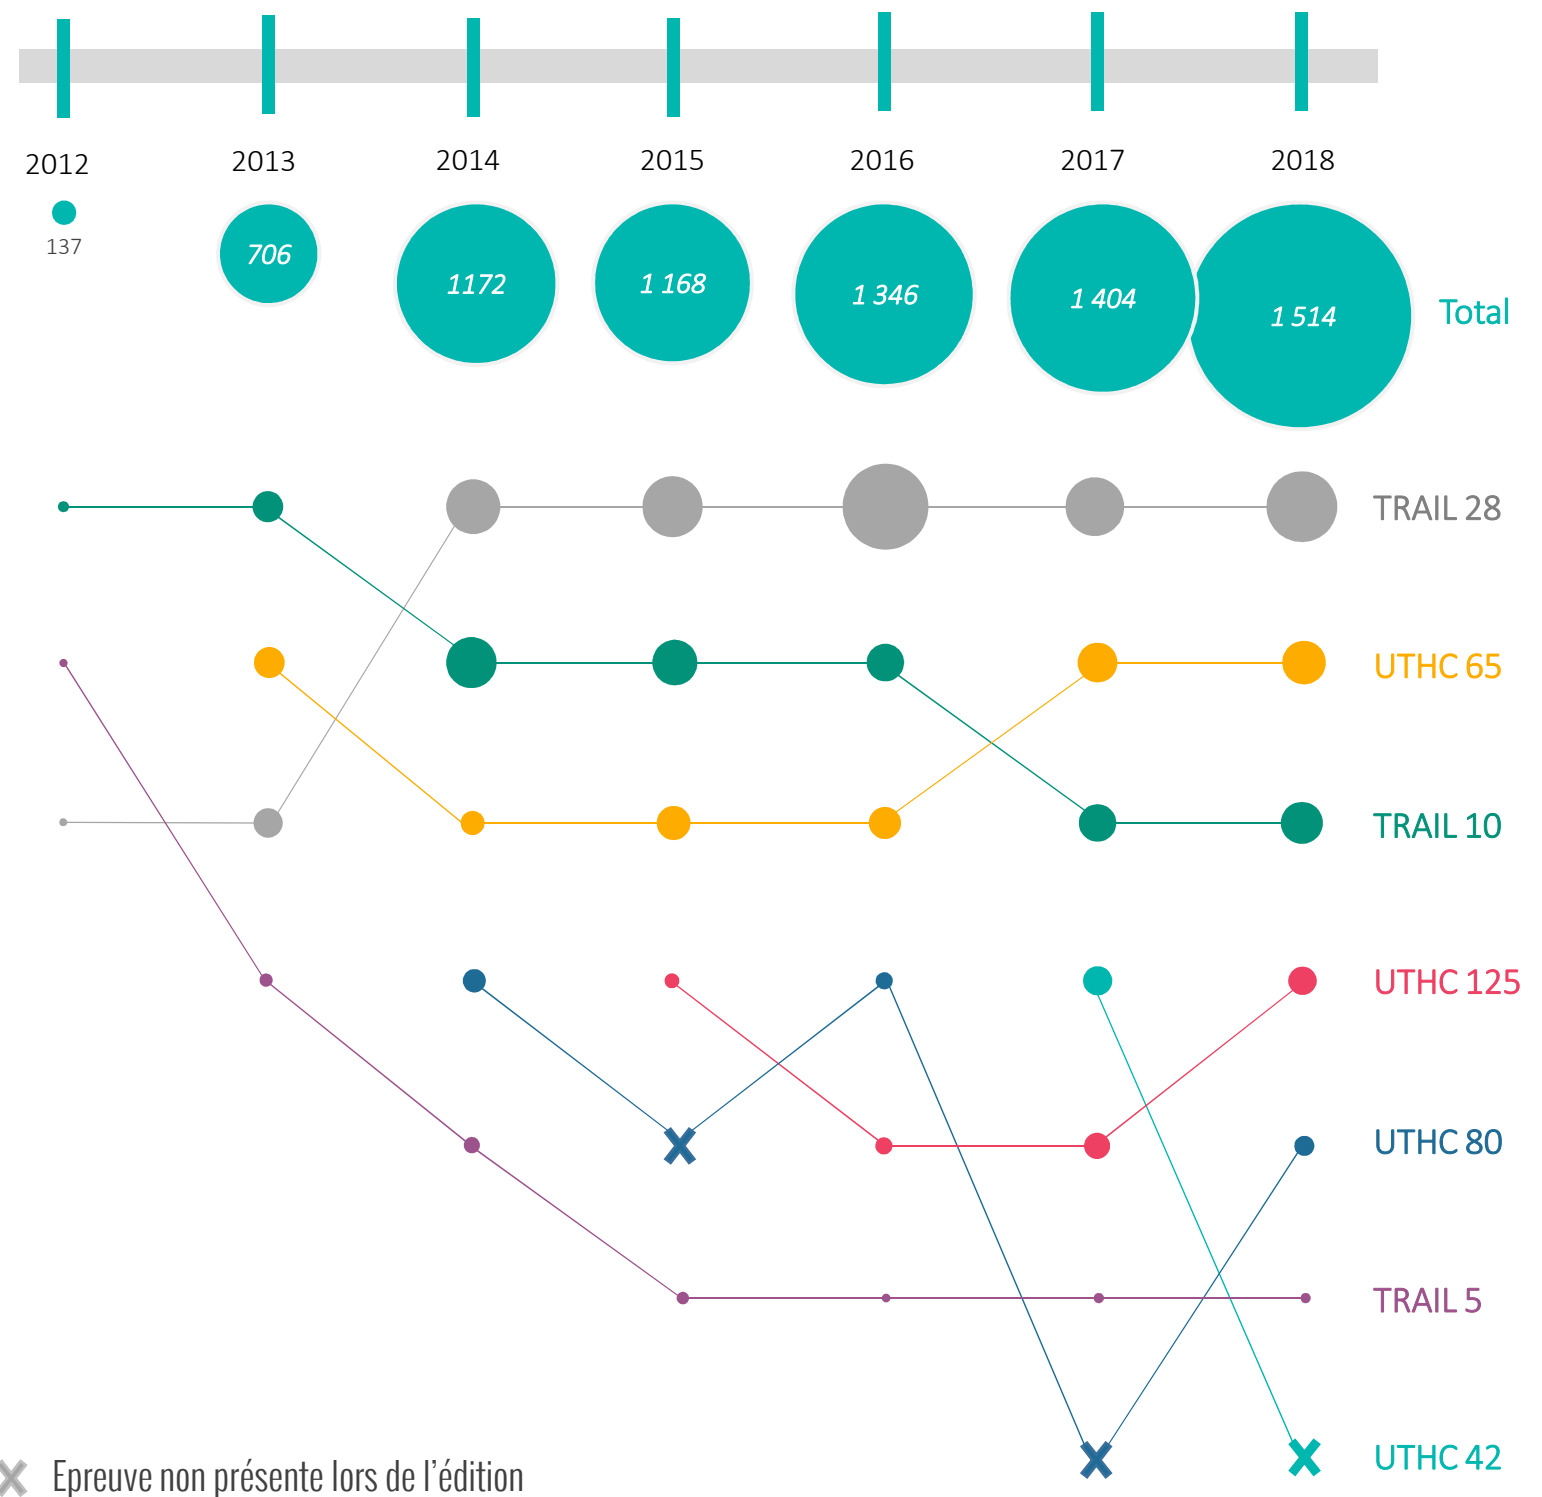 2012 2013 2014 2015 2016 2017 2018
137 706 1172 1 168 1 346 1 404 1 514 Total
TRAIL 28
UTHC 65
TRAIL 10
UTHC 125
UTHC 80
TRAIL 5
UTHC 42
Epreuve non présente lors de l’édition